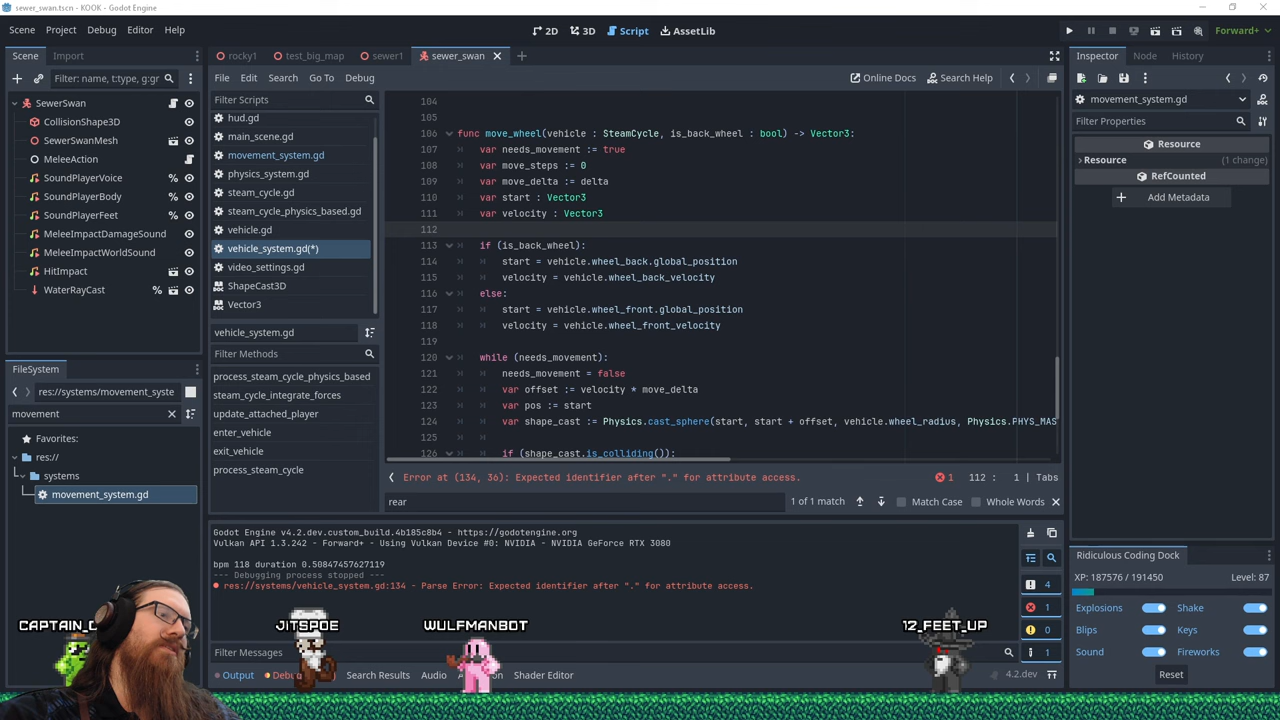 sewer_swan.tscn - KOOK - Godot Engine
Scene Project Debug Editor Help
2D 3D Script AssetLib
Forward+
Scene Import
Filter: name, t:type, g:gr
SewerSwan
CollisionShape3D
SewerSwanMesh
MeleeAction
SoundPlayerVoice
SoundPlayerBody
SoundPlayerFeet
MeleeImpactDamageSound
MeleeImpactWorldSound
HitImpact
WaterRayCast
FileSystem
res://systems/movement_syste
movement
Favorites:
res://
systems
movement_system.gd
rocky1 test_big_map sewer1 sewer_swan
File Edit Search Go To Debug
Online Docs Search Help
Filter Scripts
hud.gd
main_scene.gd
movement_system.gd
physics_system.gd
steam_cycle.gd
steam_cycle_physics_based.gd
vehicle.gd
vehicle_system.gd(*)
video_settings.gd
ShapeCast3D
Vector3
vehicle_system.gd
Filter Methods
process_steam_cycle_physics_based
steam_cycle_integrate_forces
update_attached_player
enter_vehicle
exit_vehicle
process_steam_cycle
104
105
106 func move_wheel(vehicle : SteamCycle, is_back_wheel : bool) -> Vector3:
107 var needs_movement := true
108 var move_steps := 0
109 var move_delta := delta
110 var start : Vector3
111 var velocity : Vector3
112
113 if (is_back_wheel):
114 start = vehicle.wheel_back.global_position
115 velocity = vehicle.wheel_back_velocity
116 else:
117 start = vehicle.wheel_front.global_position
118 velocity = vehicle.wheel_front_velocity
119
120 while (needs_movement):
121 needs_movement = false
122 var offset := velocity * move_delta
123 var pos := start
124 var shape_cast := Physics.cast_sphere(start, start + offset, vehicle.wheel_radius, Physics.PHYS_MAS
125
126 if (shape_cast.is_colliding()):
Error at (134, 36): Expected identifier after "." for attribute access.
1 112 : 1 | Tabs
rear
1 of 1 match Match Case Whole Words
Godot Engine v4.2.dev.custom_build.4b185c8b4 - https://godotengine.org
Vulkan API 1.3.242 - Forward+ - Using Vulkan Device #0: NVIDIA - NVIDIA GeForce RTX 3080
bpm 118 duration 0.50847457627119
--- Debugging process stopped ---
res://systems/vehicle_system.gd:134 - Parse Error: Expected identifier after "." for attribute access.
4
1
0
1
Filter Messages
Output Debu Search Results Audio Shader Editor
4.2.dev
Inspector Node History
movement_system.gd
Filter Properties
Resource
Resource (1 change)
RefCounted
Add Metadata
Ridiculous Coding Dock
XP: 187576 / 191450 Level: 87
Explosions Shake
Blips Keys
Sound Fireworks
Reset
JITSPOE
WULFMANBOT
12_FEET_UP